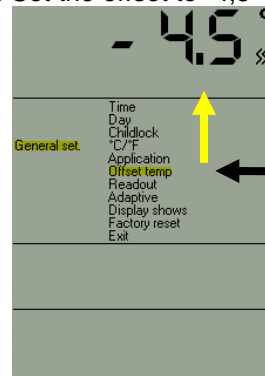 Set the offset to -4,5
- 4.5 °
Time
Day
Childlock
General set.
°C/°F
Application
Offset temp
Readout
Adaptive
Display shows
Factory reset
Exit